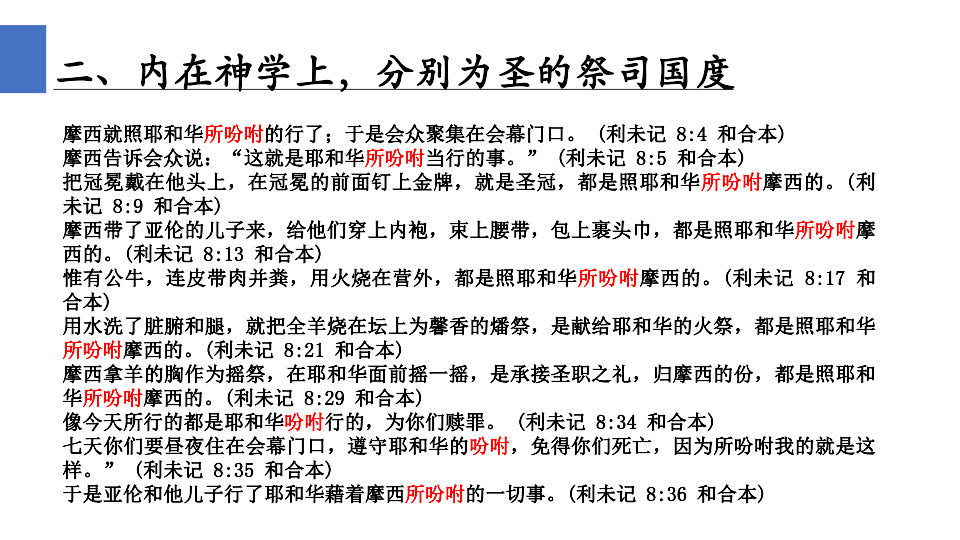 二、内在神学上，分别为圣的祭司国度
摩西就照耶和华所吩咐的行了；于是会众聚集在会幕门口。 (利未记 8:4 和合本)
摩西告诉会众说：“这就是耶和华所吩咐当行的事。” (利未记 8:5 和合本)
把冠冕戴在他头上，在冠冕的前面钉上金牌，就是圣冠，都是照耶和华所吩咐摩西的。(利
未记 8:9 和合本)
摩西带了亚伦的儿子来，给他们穿上内袍，束上腰带，包上裹头巾，都是照耶和华所吩咐摩
西的。(利未记 8:13 和合本)
惟有公牛，连皮带肉并粪，用火烧在营外，都是照耶和华所吩咐摩西的。(利未记 8:17 和
合本)
用水洗了脏腑和腿，就把全羊烧在坛上为馨香的燔祭，是献给耶和华的火祭，都是照耶和华
所吩咐摩西的。(利未记 8:21 和合本)
摩西拿羊的胸作为摇祭，在耶和华面前摇一摇，是承接圣职之礼，归摩西的份，都是照耶和
华所吩咐摩西的。(利未记 8:29 和合本)
像今天所行的都是耶和华吩咐行的，为你们赎罪。 (利未记 8:34 和合本)
七天你们要昼夜住在会幕门口，遵守耶和华的吩咐，免得你们死亡，因为所吩咐我的就是这
样。” (利未记 8:35 和合本)
于是亚伦和他儿子行了耶和华藉着摩西所吩咐的一切事。(利未记 8:36 和合本)